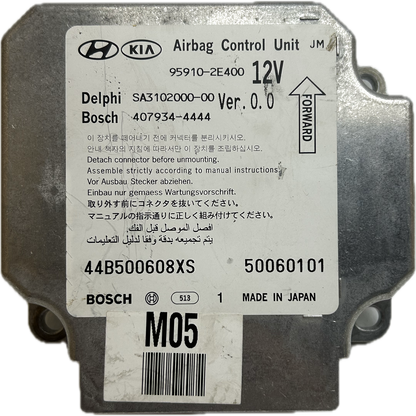 HYUNDAI KIA Airbag Control Unit JM
95910-2E400 12V
Delphi SA3102000-00 Ver.0.0
Bosch 407934-4444
FORWARD
이 장치를 떼어내기 전에 커넥터를 분리시키시오.
안내 책자의 지침에 따라서만 이 장치를 조립하십시오.
Detach connector before unmounting.
Assemble strictly according to manual instructions
Vor Ausbau Stecker abziehen.
Einbau nur gemaess Wartungsvorschrift.
取り外す前にコネクタを抜いてください。
マニュアルの指示通りに正しく組み付けてください。
افصل الموصل قبل الفك.
يتم تجميعه بدقة وفقا لدليل التعليمات
44B500608XS 50060101
BOSCH 513 1 MADE IN JAPAN
M05